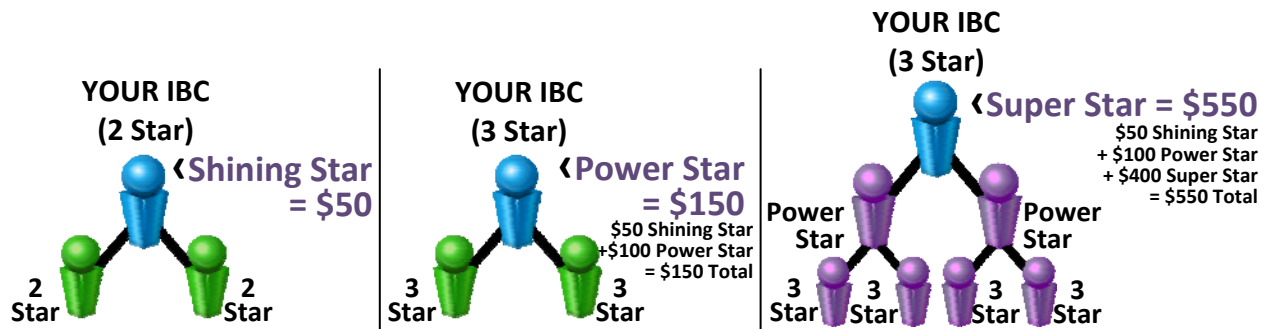 YOUR IBC
(2 Star)
‹Shining Star
= $50
2
Star
2
Star
YOUR IBC
(3 Star)
‹Power Star
= $150
$50 Shining Star
+$100 Power Star
= $150 Total
3
Star
3
Star
YOUR IBC
(3 Star)
‹Super Star = $550
$50 Shining Star
+ $100 Power Star
+ $400 Super Star
= $550 Total
Power
Star
Power
Star
3
Star
3
Star
3
Star
3
Star